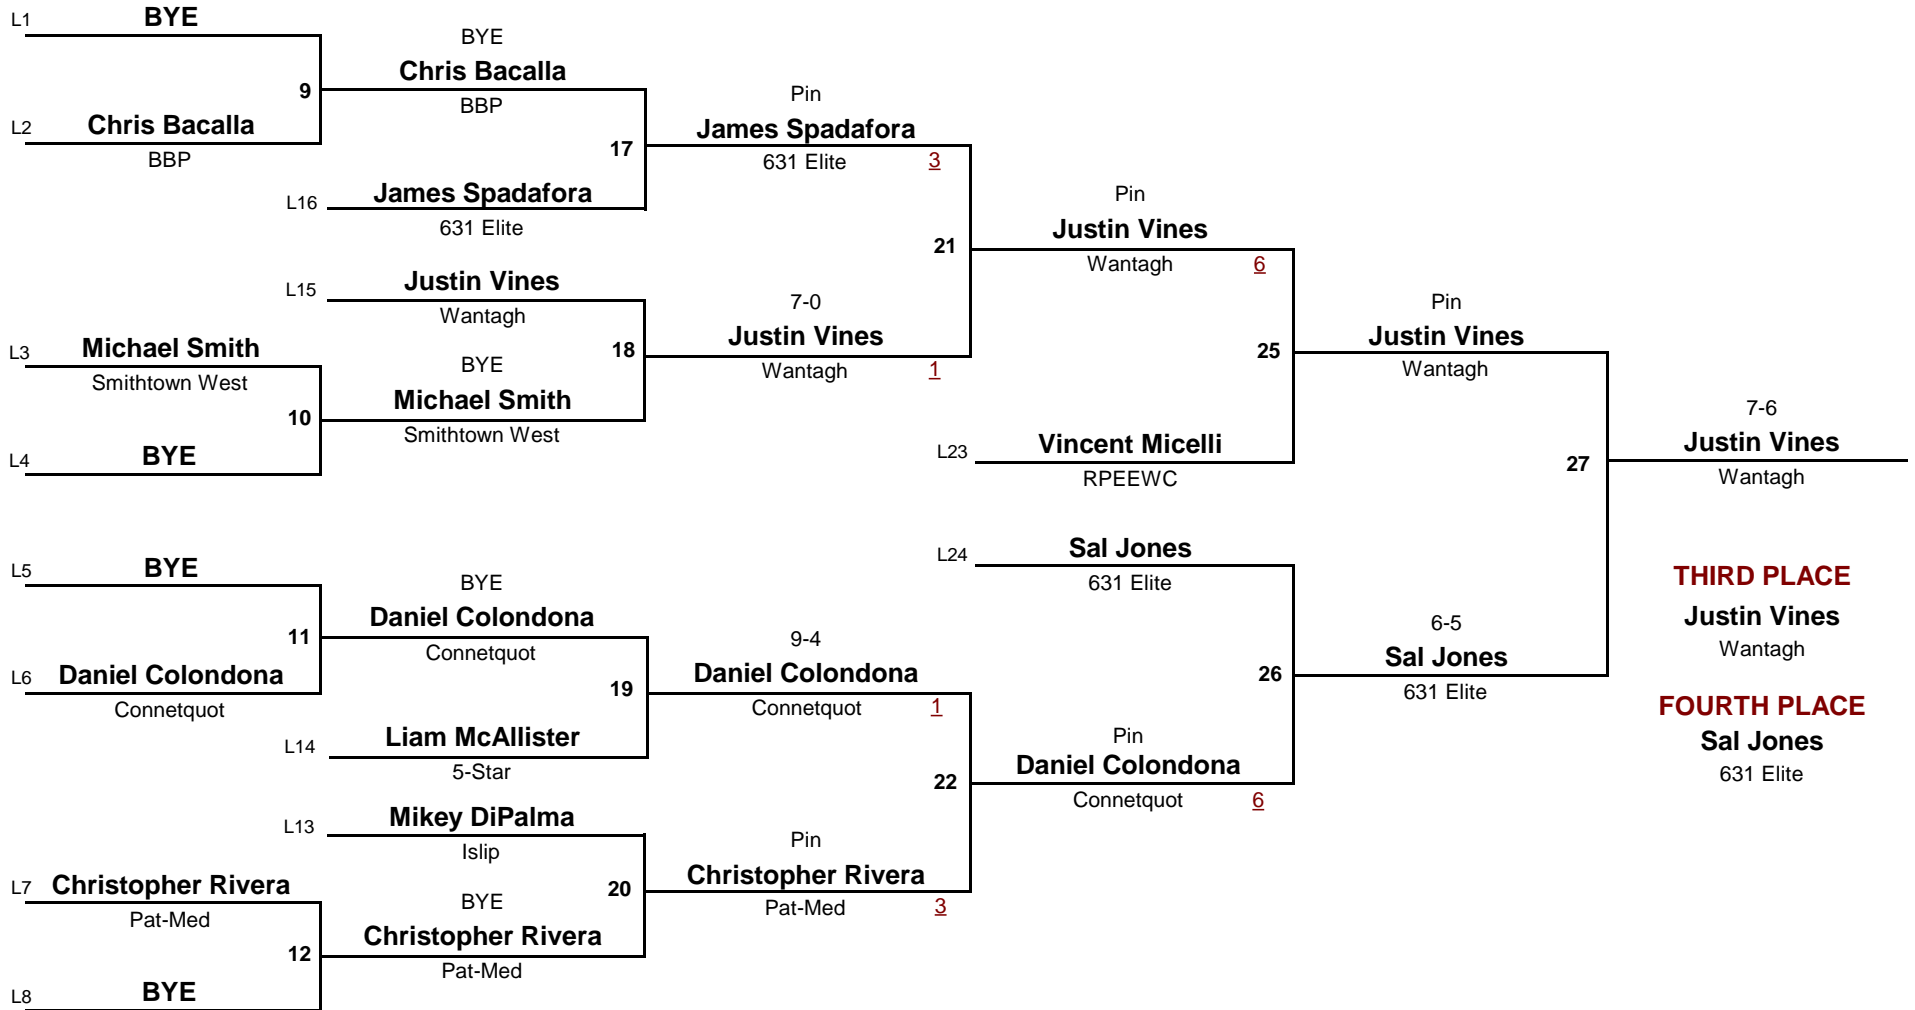 L1 BYE
9
L2 Chris Bacalla
BBP
L3 Michael Smith
Smithtown West
10
L4 BYE
L5 BYE
11
L6 Daniel Colondona
Connetquot
L7 Christopher Rivera
Pat-Med
12
L8 BYE
BYE
Chris Bacalla
BBP
17
L16 James Spadafora
631 Elite
L15 Justin Vines
Wantagh
18
BYE
Michael Smith
Smithtown West
BYE
Daniel Colondona
Connetquot
19
L14 Liam McAllister
5-Star
L13 Mikey DiPalma
Islip
20
BYE
Christopher Rivera
Pat-Med
Pin
James Spadafora
631 Elite 3
21
7-0
Justin Vines
Wantagh 1
9-4
Daniel Colondona
Connetquot 1
22
Pin
Christopher Rivera
Pat-Med 3
Pin
Justin Vines
Wantagh 6
25
L23 Vincent Micelli
RPEEWC
L24 Sal Jones
631 Elite
26
Pin
Daniel Colondona
Connetquot 6
Pin
Justin Vines
Wantagh
27
6-5
Sal Jones
631 Elite
7-6
Justin Vines
Wantagh
THIRD PLACE
Justin Vines
Wantagh
FOURTH PLACE
Sal Jones
631 Elite